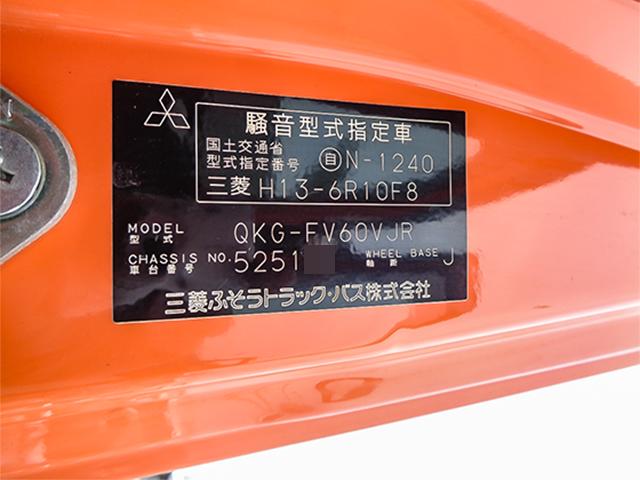 騒音型式指定車
国土交通省
型式指定番号 自N-1240
三菱 H13-6R10F8
MODEL 型式 QKG-FV60VJR
CHASSIS NO. 車台番号 5251 WHEEL BASE 軸距 J
三菱ふそうトラック・バス株式会社